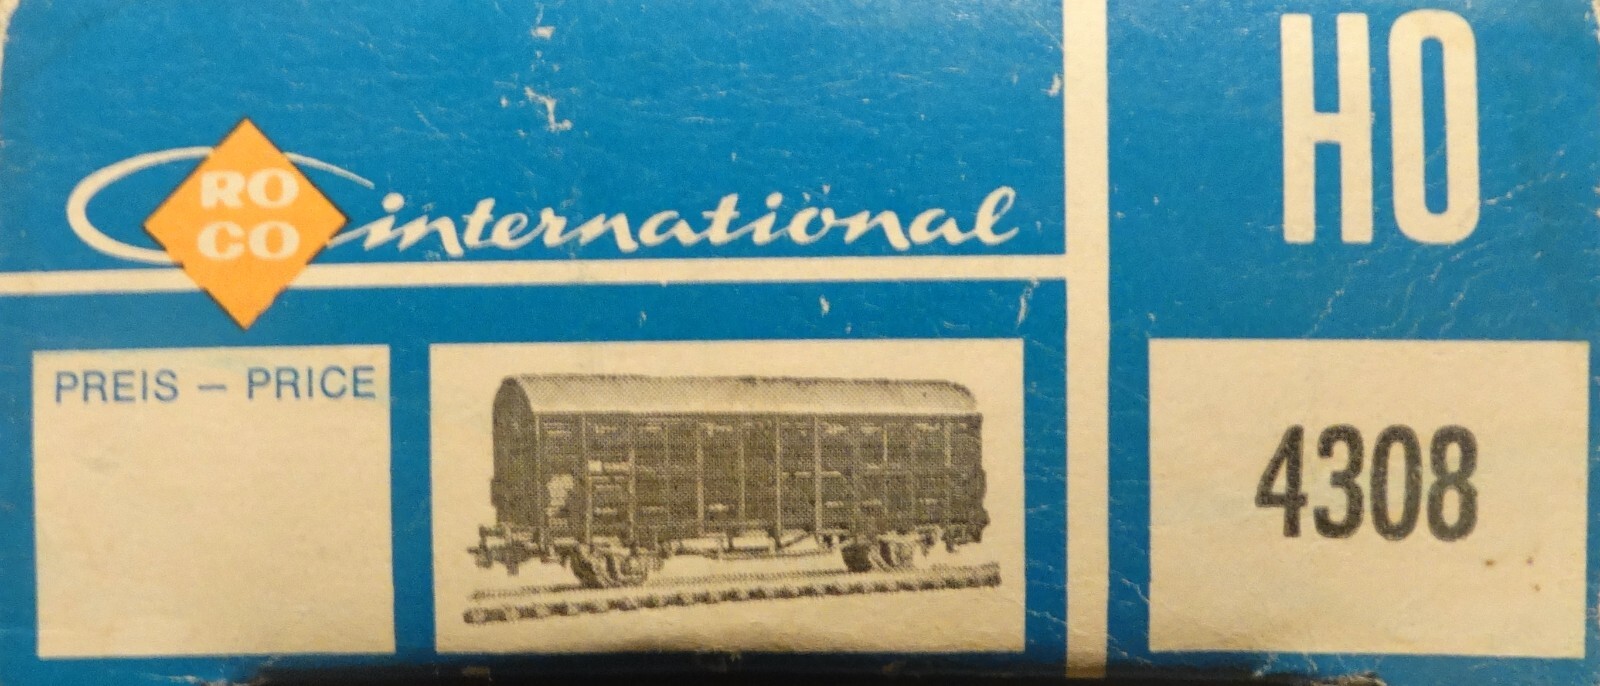 RO
CO
international
HO
PREIS – PRICE
4308